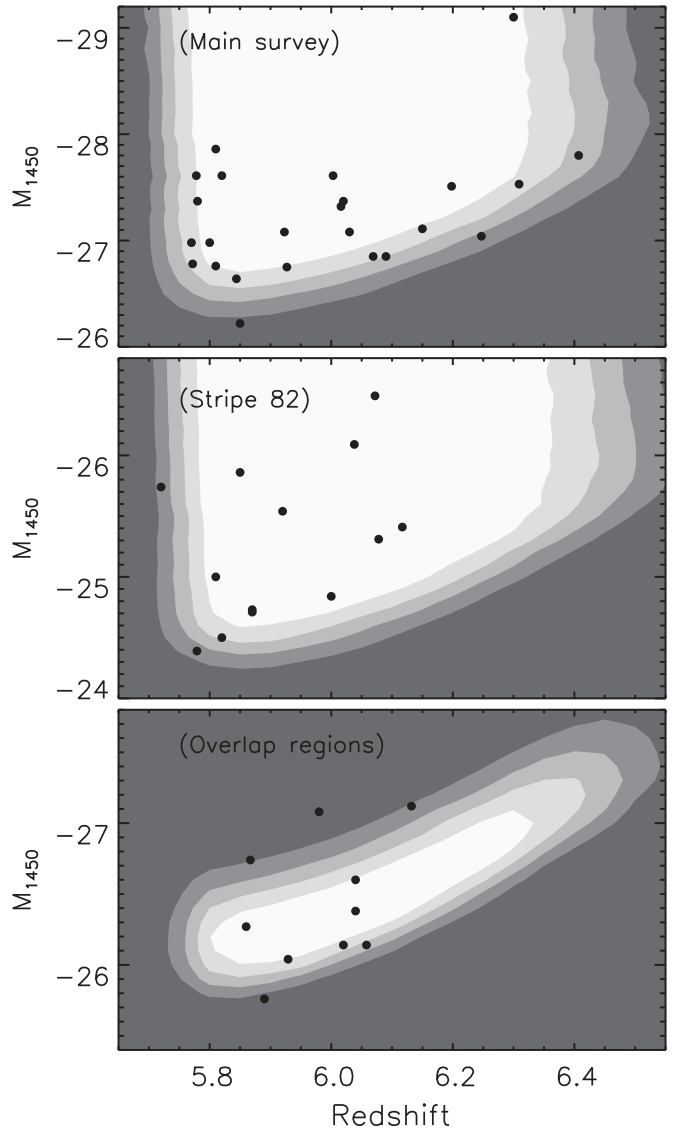 (Main survey)
−29
−28
−27
−26
M1450
(Stripe 82)
−26
−25
−24
M1450
(Overlap regions)
−27
−26
M1450
5.8 6.0 6.2 6.4
Redshift